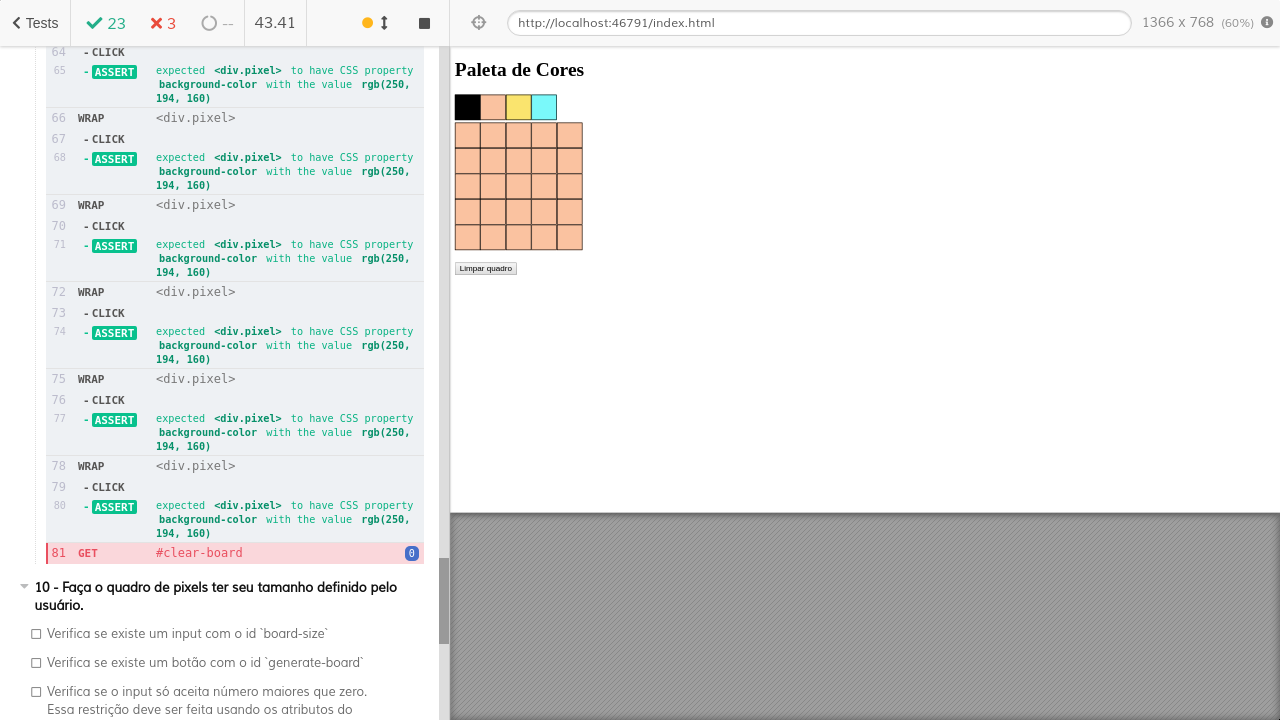 Tests 23 3 -- 43.41 http://localhost:46791/index.html 1366 x 768 (60%)
64 - CLICK
65 - ASSERT expected <div.pixel> to have CSS property
background-color with the value rgb(250,
194, 160)
66 WRAP <div.pixel>
67 - CLICK
68 - ASSERT expected <div.pixel> to have CSS property
background-color with the value rgb(250,
194, 160)
69 WRAP <div.pixel>
70 - CLICK
71 - ASSERT expected <div.pixel> to have CSS property
background-color with the value rgb(250,
194, 160)
72 WRAP <div.pixel>
73 - CLICK
74 - ASSERT expected <div.pixel> to have CSS property
background-color with the value rgb(250,
194, 160)
75 WRAP <div.pixel>
76 - CLICK
77 - ASSERT expected <div.pixel> to have CSS property
background-color with the value rgb(250,
194, 160)
78 WRAP <div.pixel>
79 - CLICK
80 - ASSERT expected <div.pixel> to have CSS property
background-color with the value rgb(250,
194, 160)
81 GET #clear-board 0
10 - Faça o quadro de pixels ter seu tamanho definido pelo
usuário.
Verifica se existe um input com o id `board-size`
Verifica se existe um botão com o id `generate-board`
Verifica se o input só aceita número maiores que zero.
Essa restrição deve ser feita usando os atributos do
Paleta de Cores
Limpar quadro